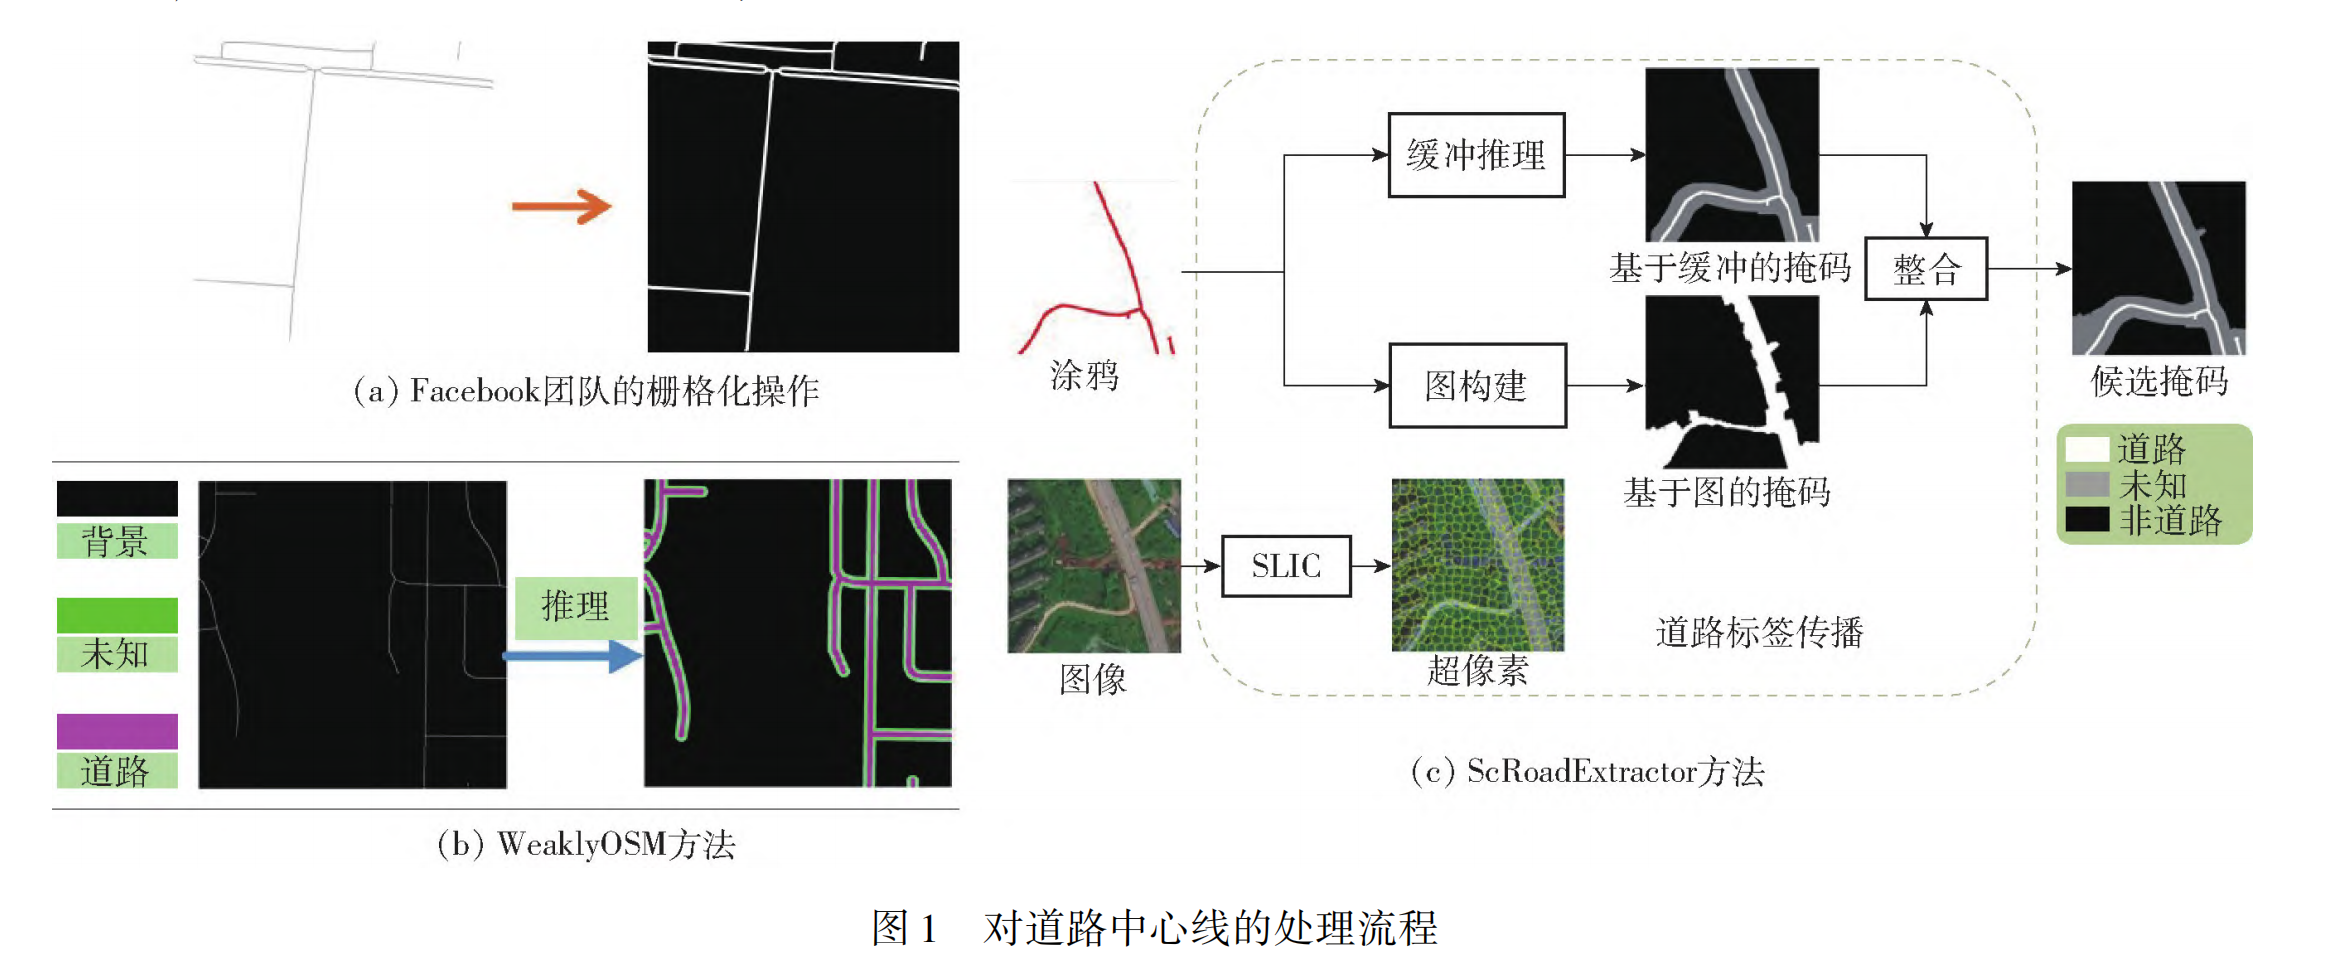 (a) Facebook团队的栅格化操作
背景
未知
道路
推理
(b) WeaklyOSM方法
涂鸦
缓冲推理
基于缓冲的掩码
整合
候选掩码
图构建
基于图的掩码
道路
未知
非道路
图像
SLIC
超像素
道路标签传播
(c) ScRoadExtractor方法
图 1 对道路中心线的处理流程